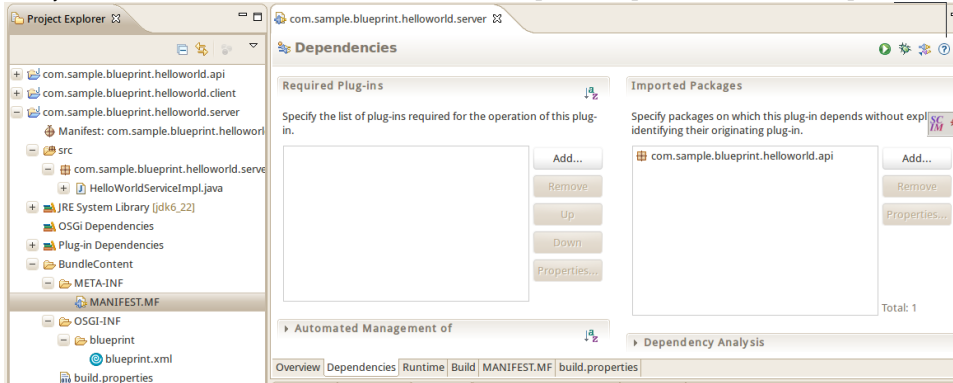 Project Explorer
com.sample.blueprint.helloworld.api
com.sample.blueprint.helloworld.client
com.sample.blueprint.helloworld.server
Manifest: com.sample.blueprint.helloworl
src
com.sample.blueprint.helloworld.serve
HelloWorldServiceImpl.java
JRE System Library [jdk6_22]
OSGi Dependencies
Plug-in Dependencies
BundleContent
META-INF
MANIFEST.MF
OSGI-INF
blueprint
blueprint.xml
build.properties
com.sample.blueprint.helloworld.server
Dependencies
Required Plug-ins
Specify the list of plug-ins required for the operation of this plug-
in.
Add...
Remove
Up
Down
Properties...
Automated Management of
Imported Packages
Specify packages on which this plug-in depends without expl
identifying their originating plug-in.
SC
IM
com.sample.blueprint.helloworld.api
Add...
Remove
Properties...
Total: 1
Dependency Analysis
Overview Dependencies Runtime Build MANIFEST.MF build.properties